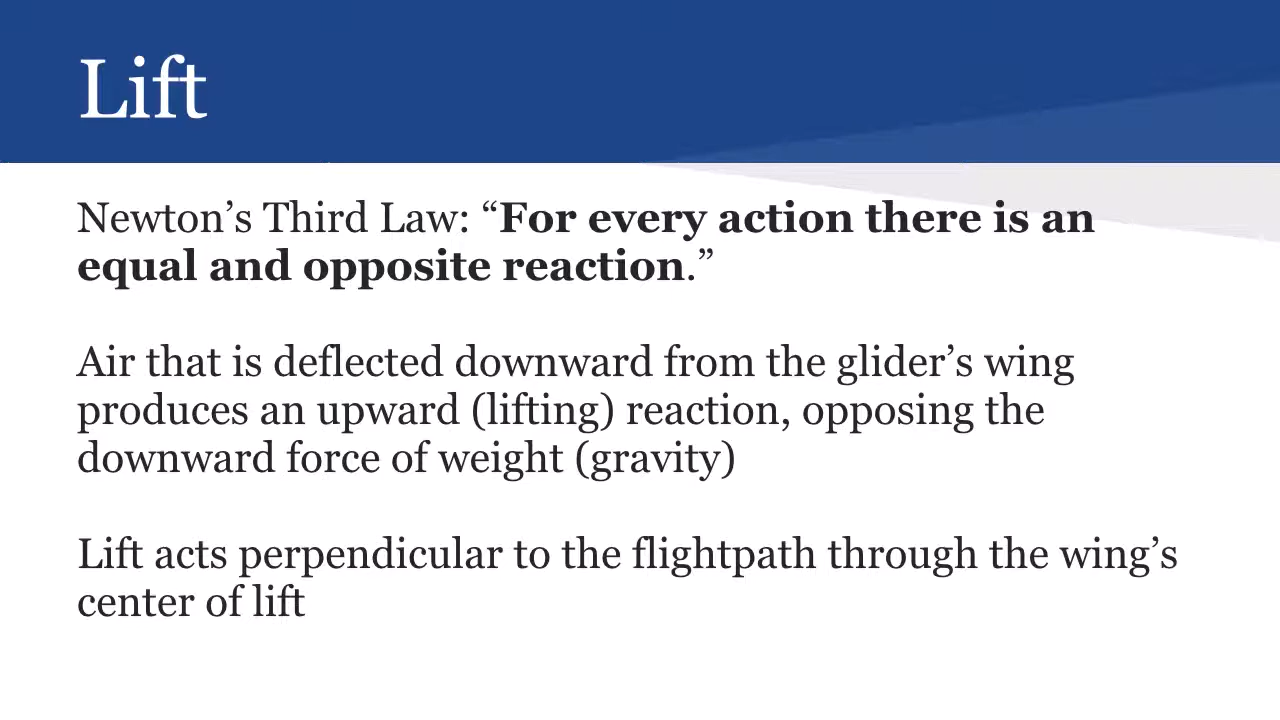 Lift
Newton’s Third Law: “For every action there is an
equal and opposite reaction.”
Air that is deflected downward from the glider’s wing
produces an upward (lifting) reaction, opposing the
downward force of weight (gravity)
Lift acts perpendicular to the flightpath through the wing’s
center of lift